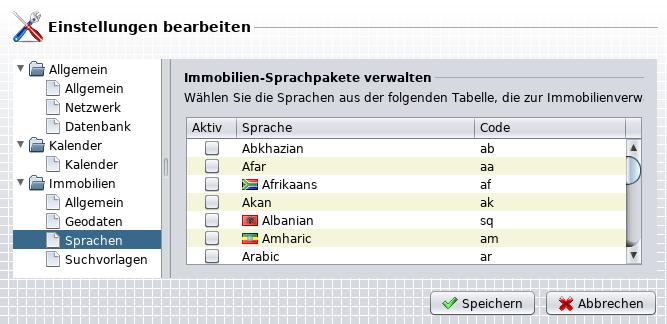 Einstellungen bearbeiten
Allgemein
Allgemein
Netzwerk
Datenbank
Kalender
Kalender
Immobilien
Allgemein
Geodaten
Sprachen
Suchvorlagen
Immobilien-Sprachpakete verwalten
Wählen Sie die Sprachen aus der folgenden Tabelle, die zur Immobilienverwa
Aktiv Sprache Code
Abkhazian ab
Afar aa
Afrikaans af
Akan ak
Albanian sq
Amharic am
Arabic ar
Speichern Abbrechen